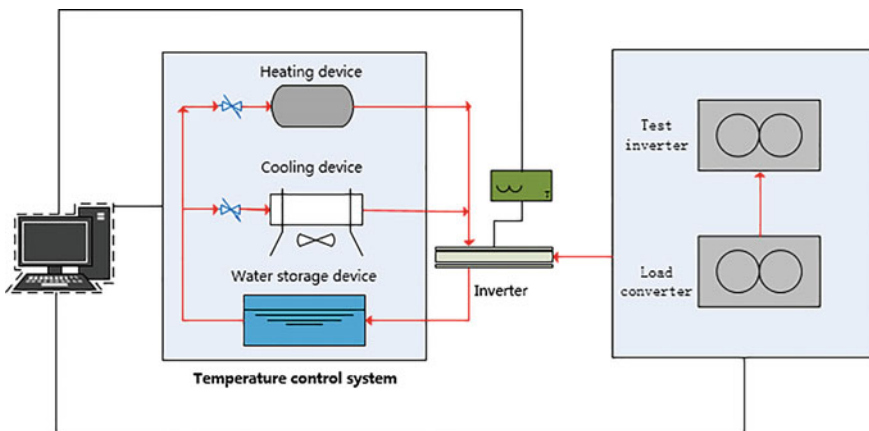 Heating device
Cooling device
Water storage device
Temperature control system
T
Inverter
Test
inverter
Load
converter